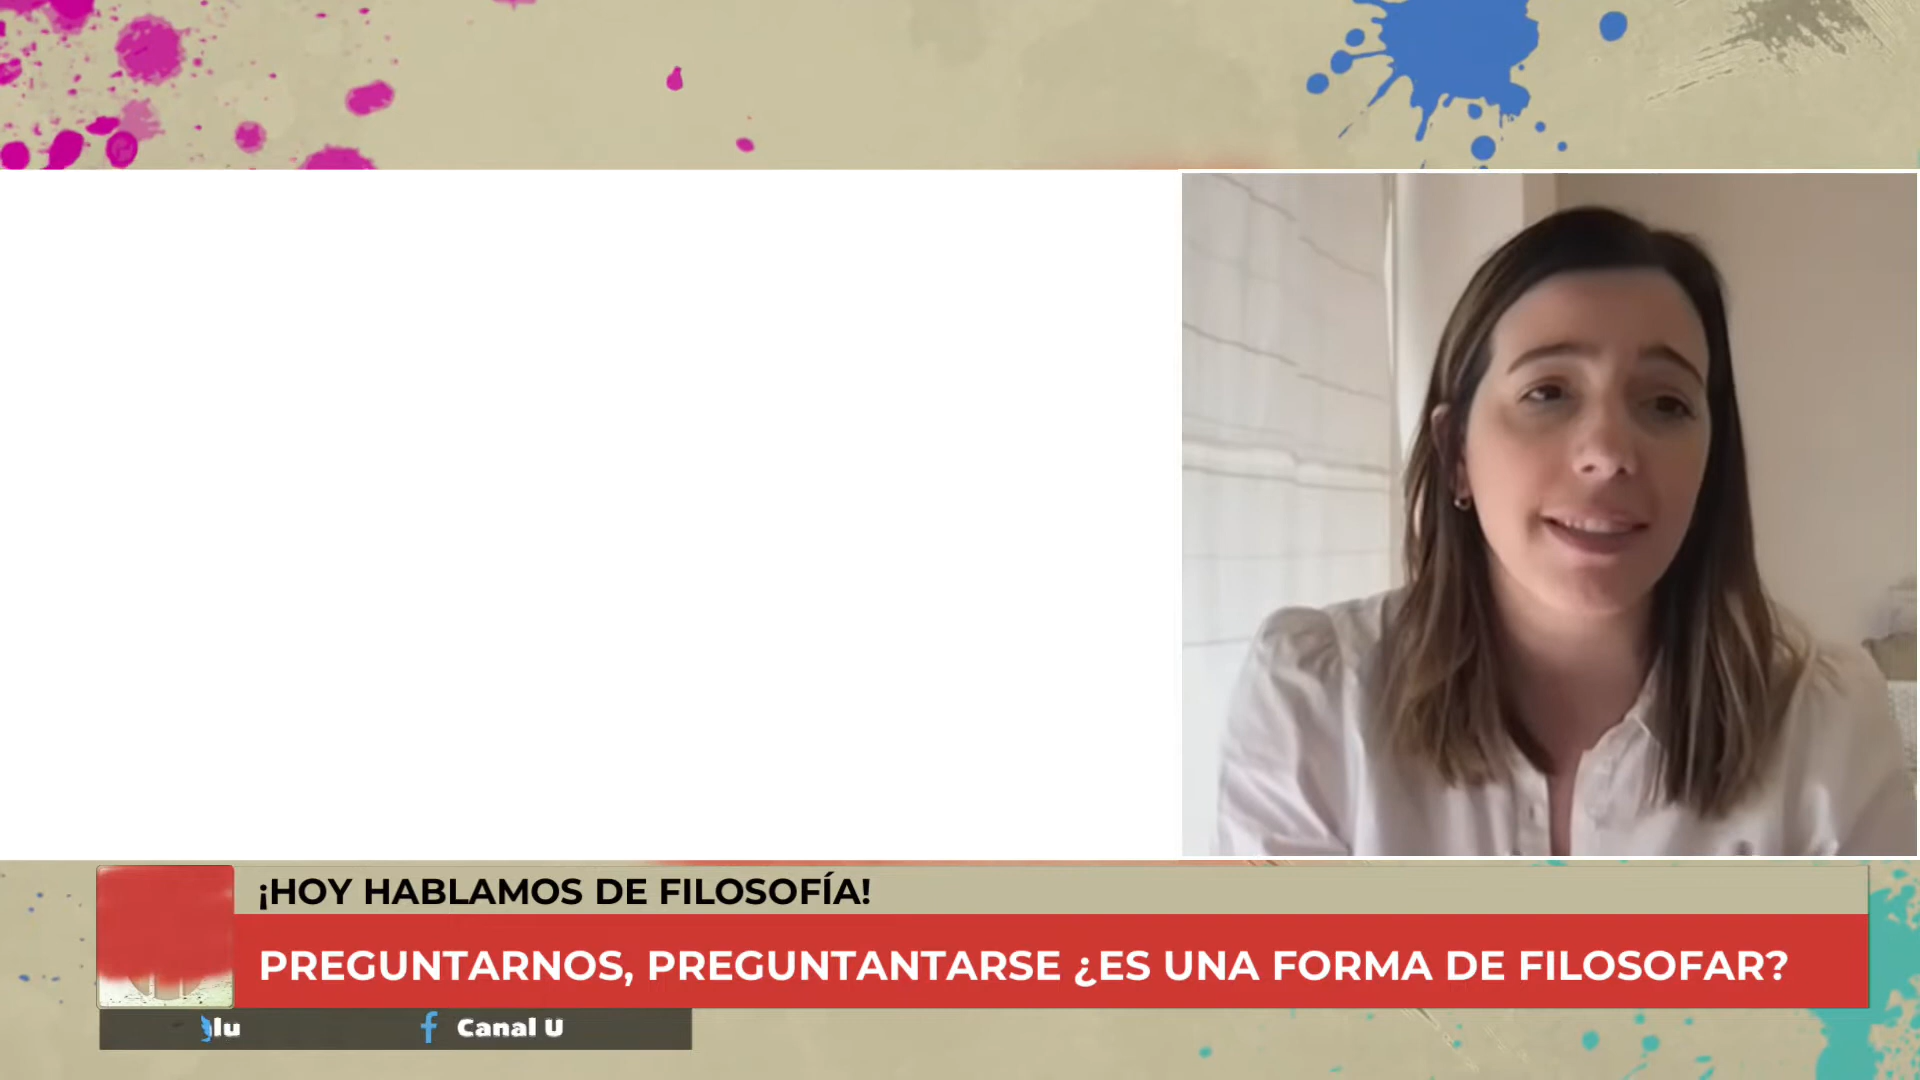 ¡HOY HABLAMOS DE FILOSOFÍA!
PREGUNTARNOS, PREGUNTANTARSE ¿ES UNA FORMA DE FILOSOFAR?
Canal U